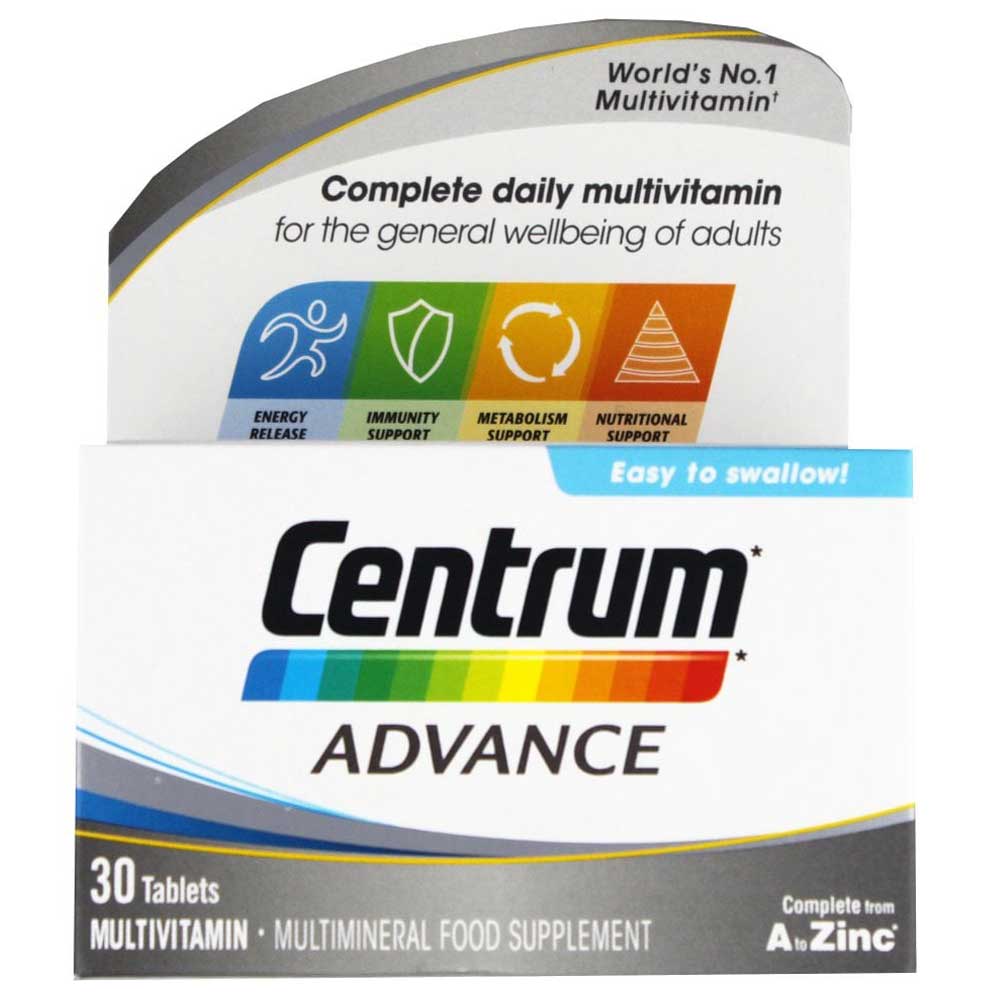 World's No.1
Multivitamin†
Complete daily multivitamin
for the general wellbeing of adults
ENERGY RELEASE
IMMUNITY SUPPORT
METABOLISM SUPPORT
NUTRITIONAL SUPPORT
Easy to swallow!
Centrum*
*
ADVANCE
30 Tablets
MULTIVITAMIN · MULTIMINERAL FOOD SUPPLEMENT
Complete from
A to Zinc*